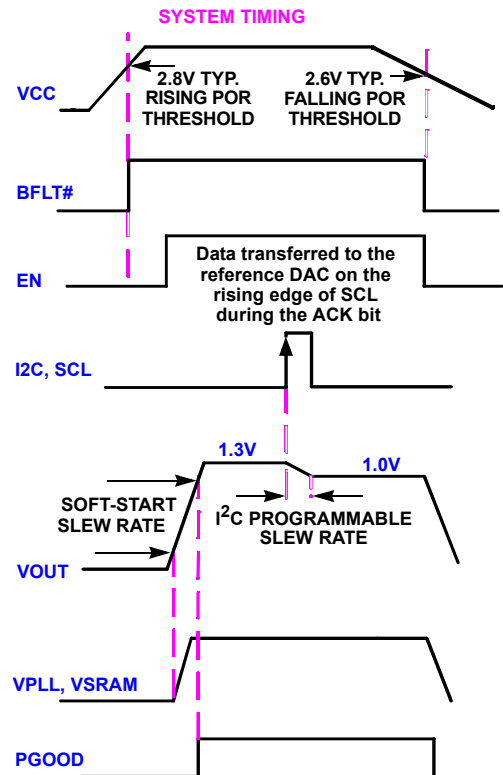 SYSTEM TIMING
VCC
2.8V TYP.
RISING POR
THRESHOLD
2.6V TYP.
FALLING POR
THRESHOLD
BFLT#
EN
Data transferred to the
reference DAC on the
rising edge of SCL
during the ACK bit
I2C, SCL
1.3V
1.0V
SOFT-START
SLEW RATE
I²C PROGRAMMABLE
SLEW RATE
VOUT
VPLL, VSRAM
PGOOD